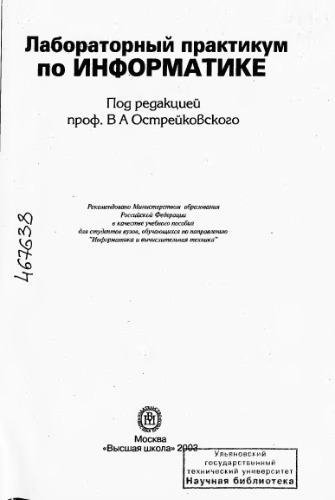 Лабораторный практикум
по ИНФОРМАТИКЕ
Под редакцией
проф. В А Острейковского
Рекомендовано Министерством образования
Российской Федерации
в качестве учебного пособия
для студентов вузов, обучающихся по направлению
"Информатика и вычислительная техника"
467638
Москва
«Высшая школа» 2003
Ульяновский
государственный
технический университет
Научная библиотека